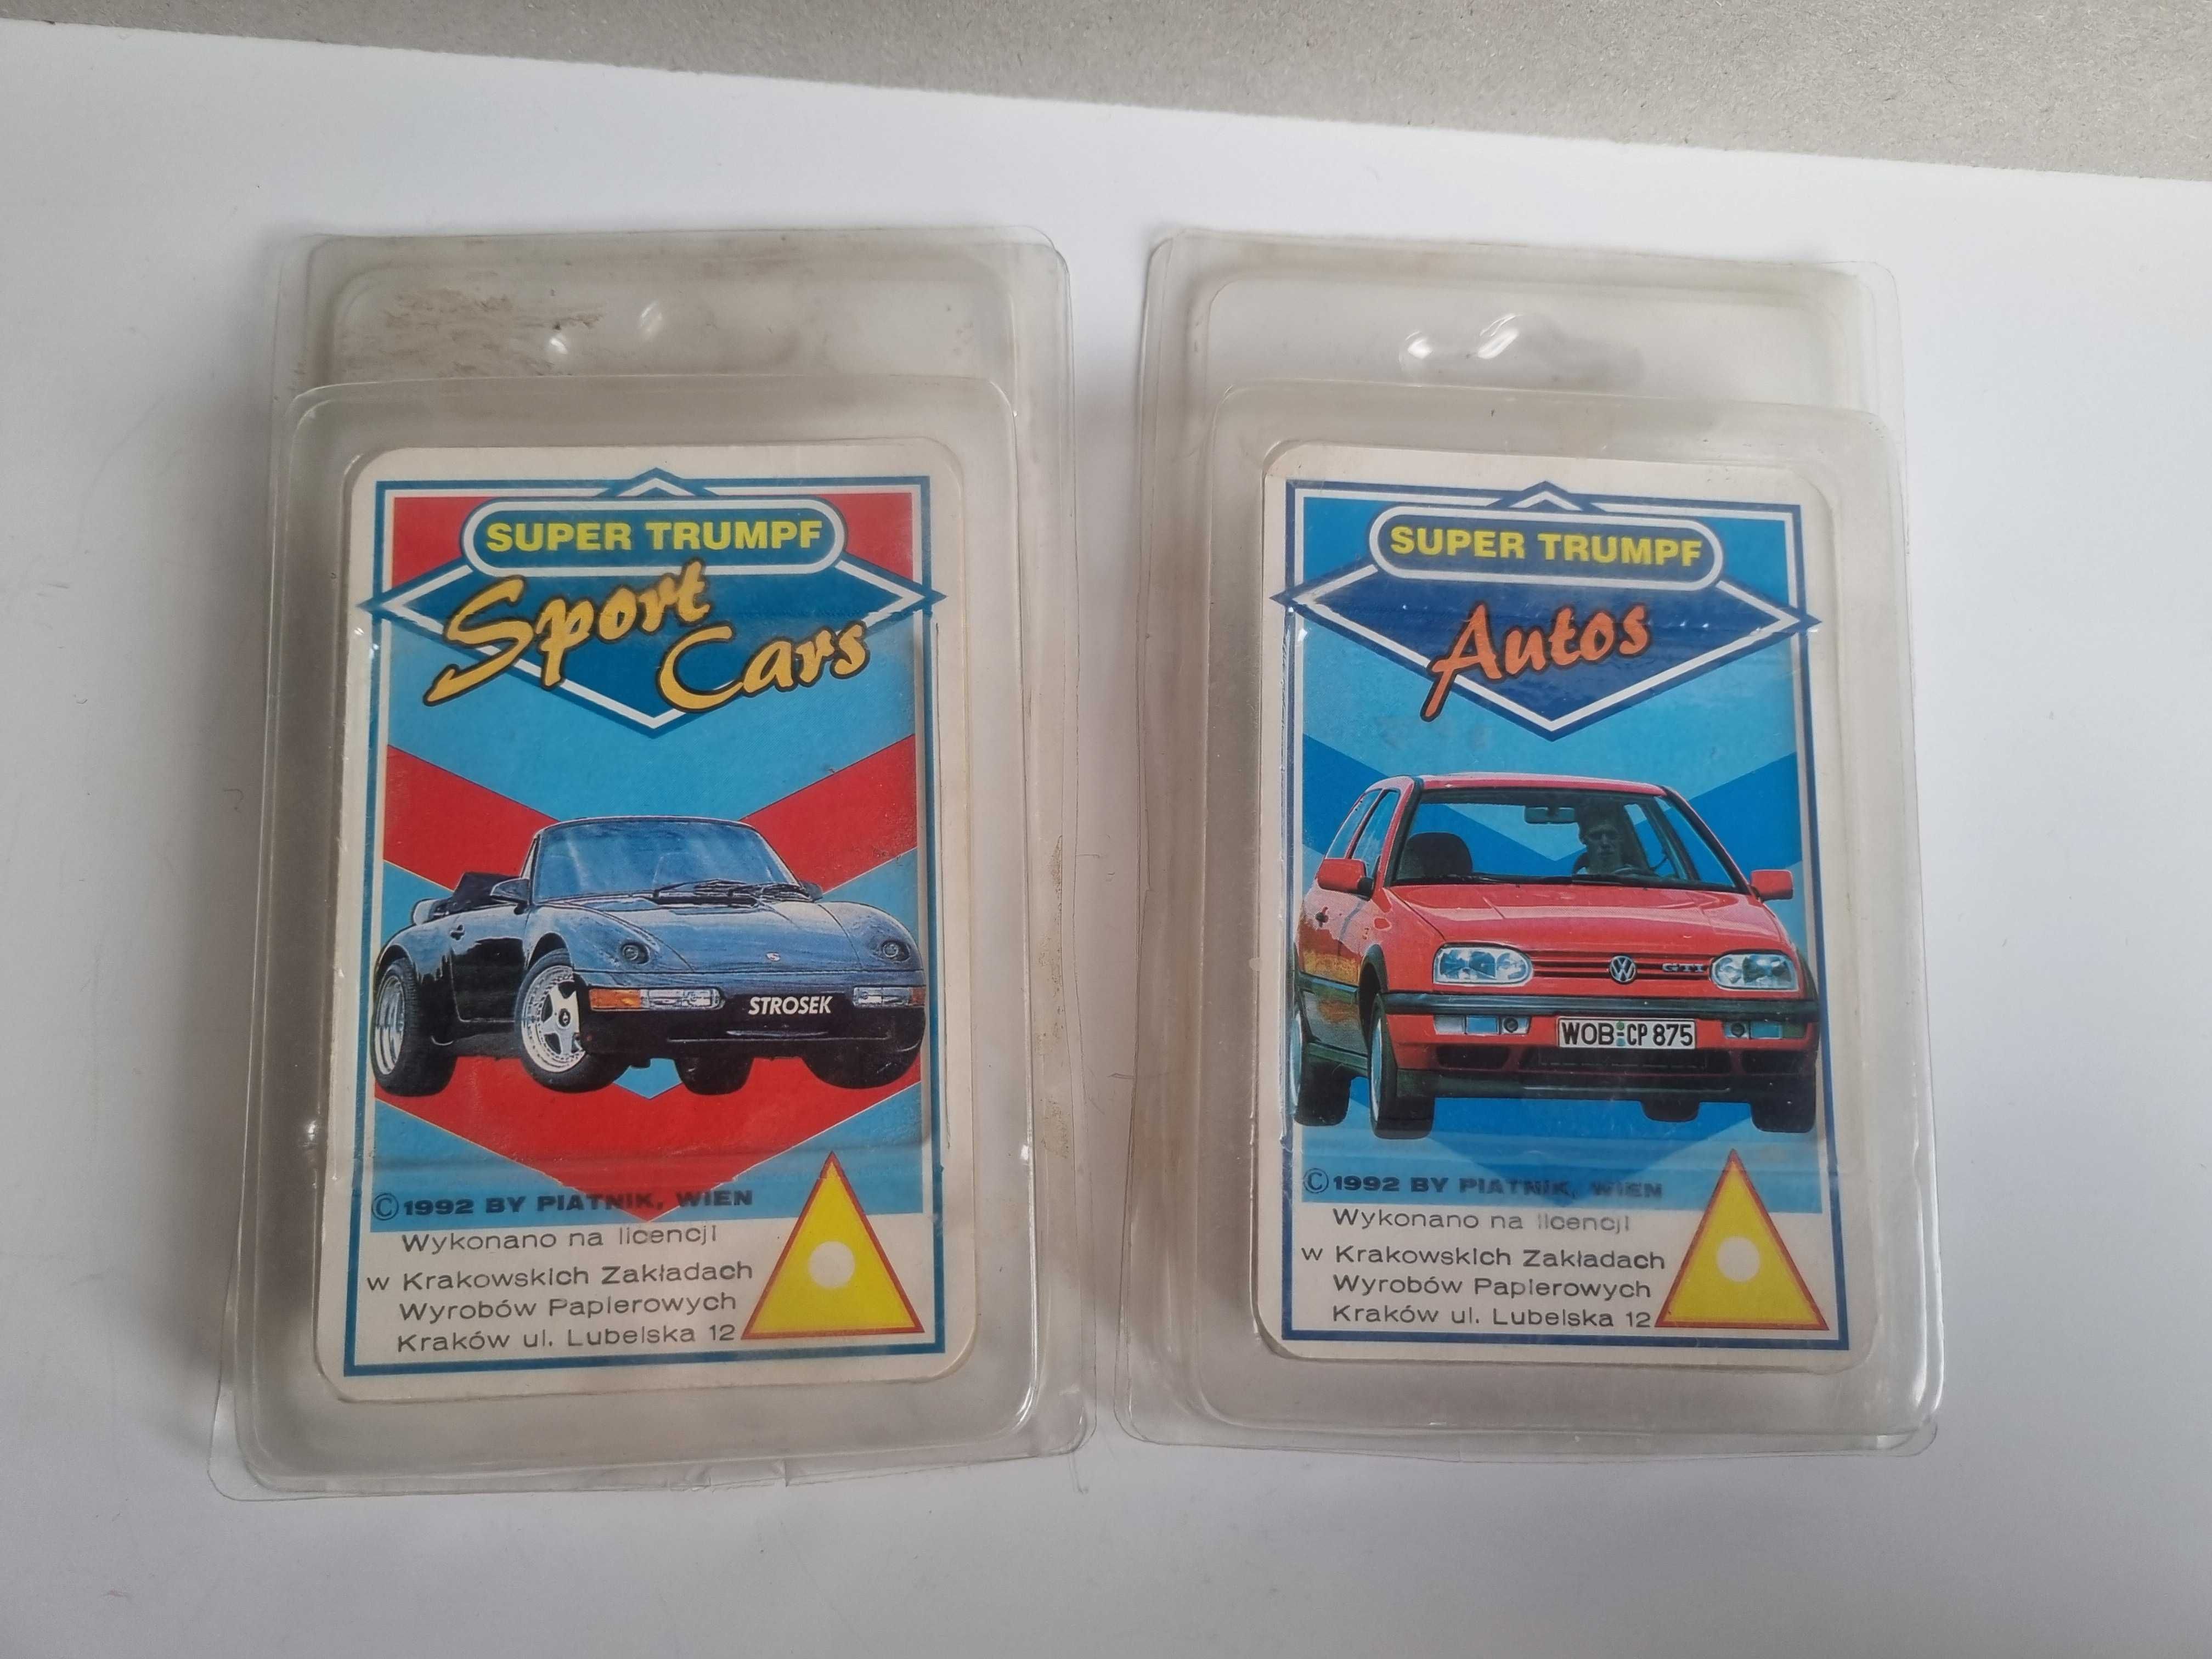 SUPER TRUMPF
Sport
Cars
S
STROSEK
©1992 BY PIATNIK, WIEN
Wykonano na licencji
w Krakowskich Zakładach
Wyrobów Papierowych
Kraków ul. Lubelska 12
SUPER TRUMPF
Autos
VW GTI
WOB CP 875
©1992 BY PIATNIK, WIEN
Wykonano na licencji
w Krakowskich Zakładach
Wyrobów Papierowych
Kraków ul. Lubelska 12